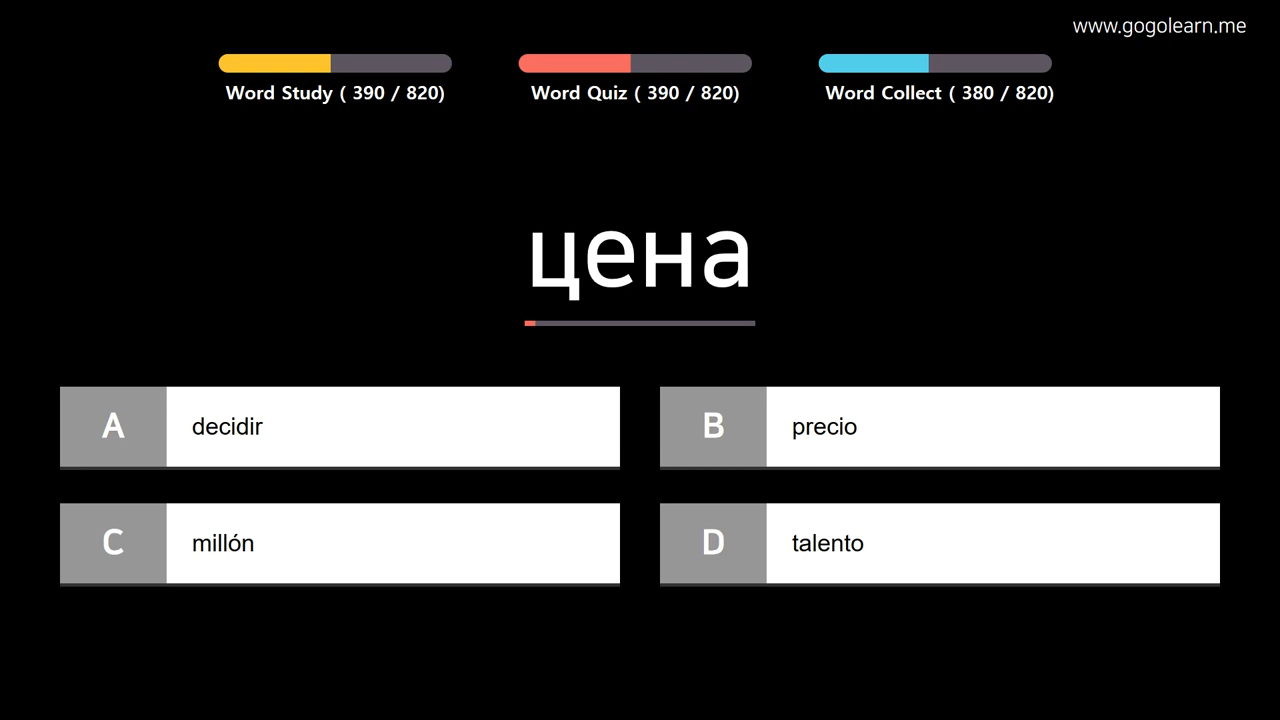 www.gogolearn.me
Word Study ( 390 / 820)
Word Quiz ( 390 / 820)
Word Collect ( 380 / 820)
цена
A decidir
B precio
C millón
D talento